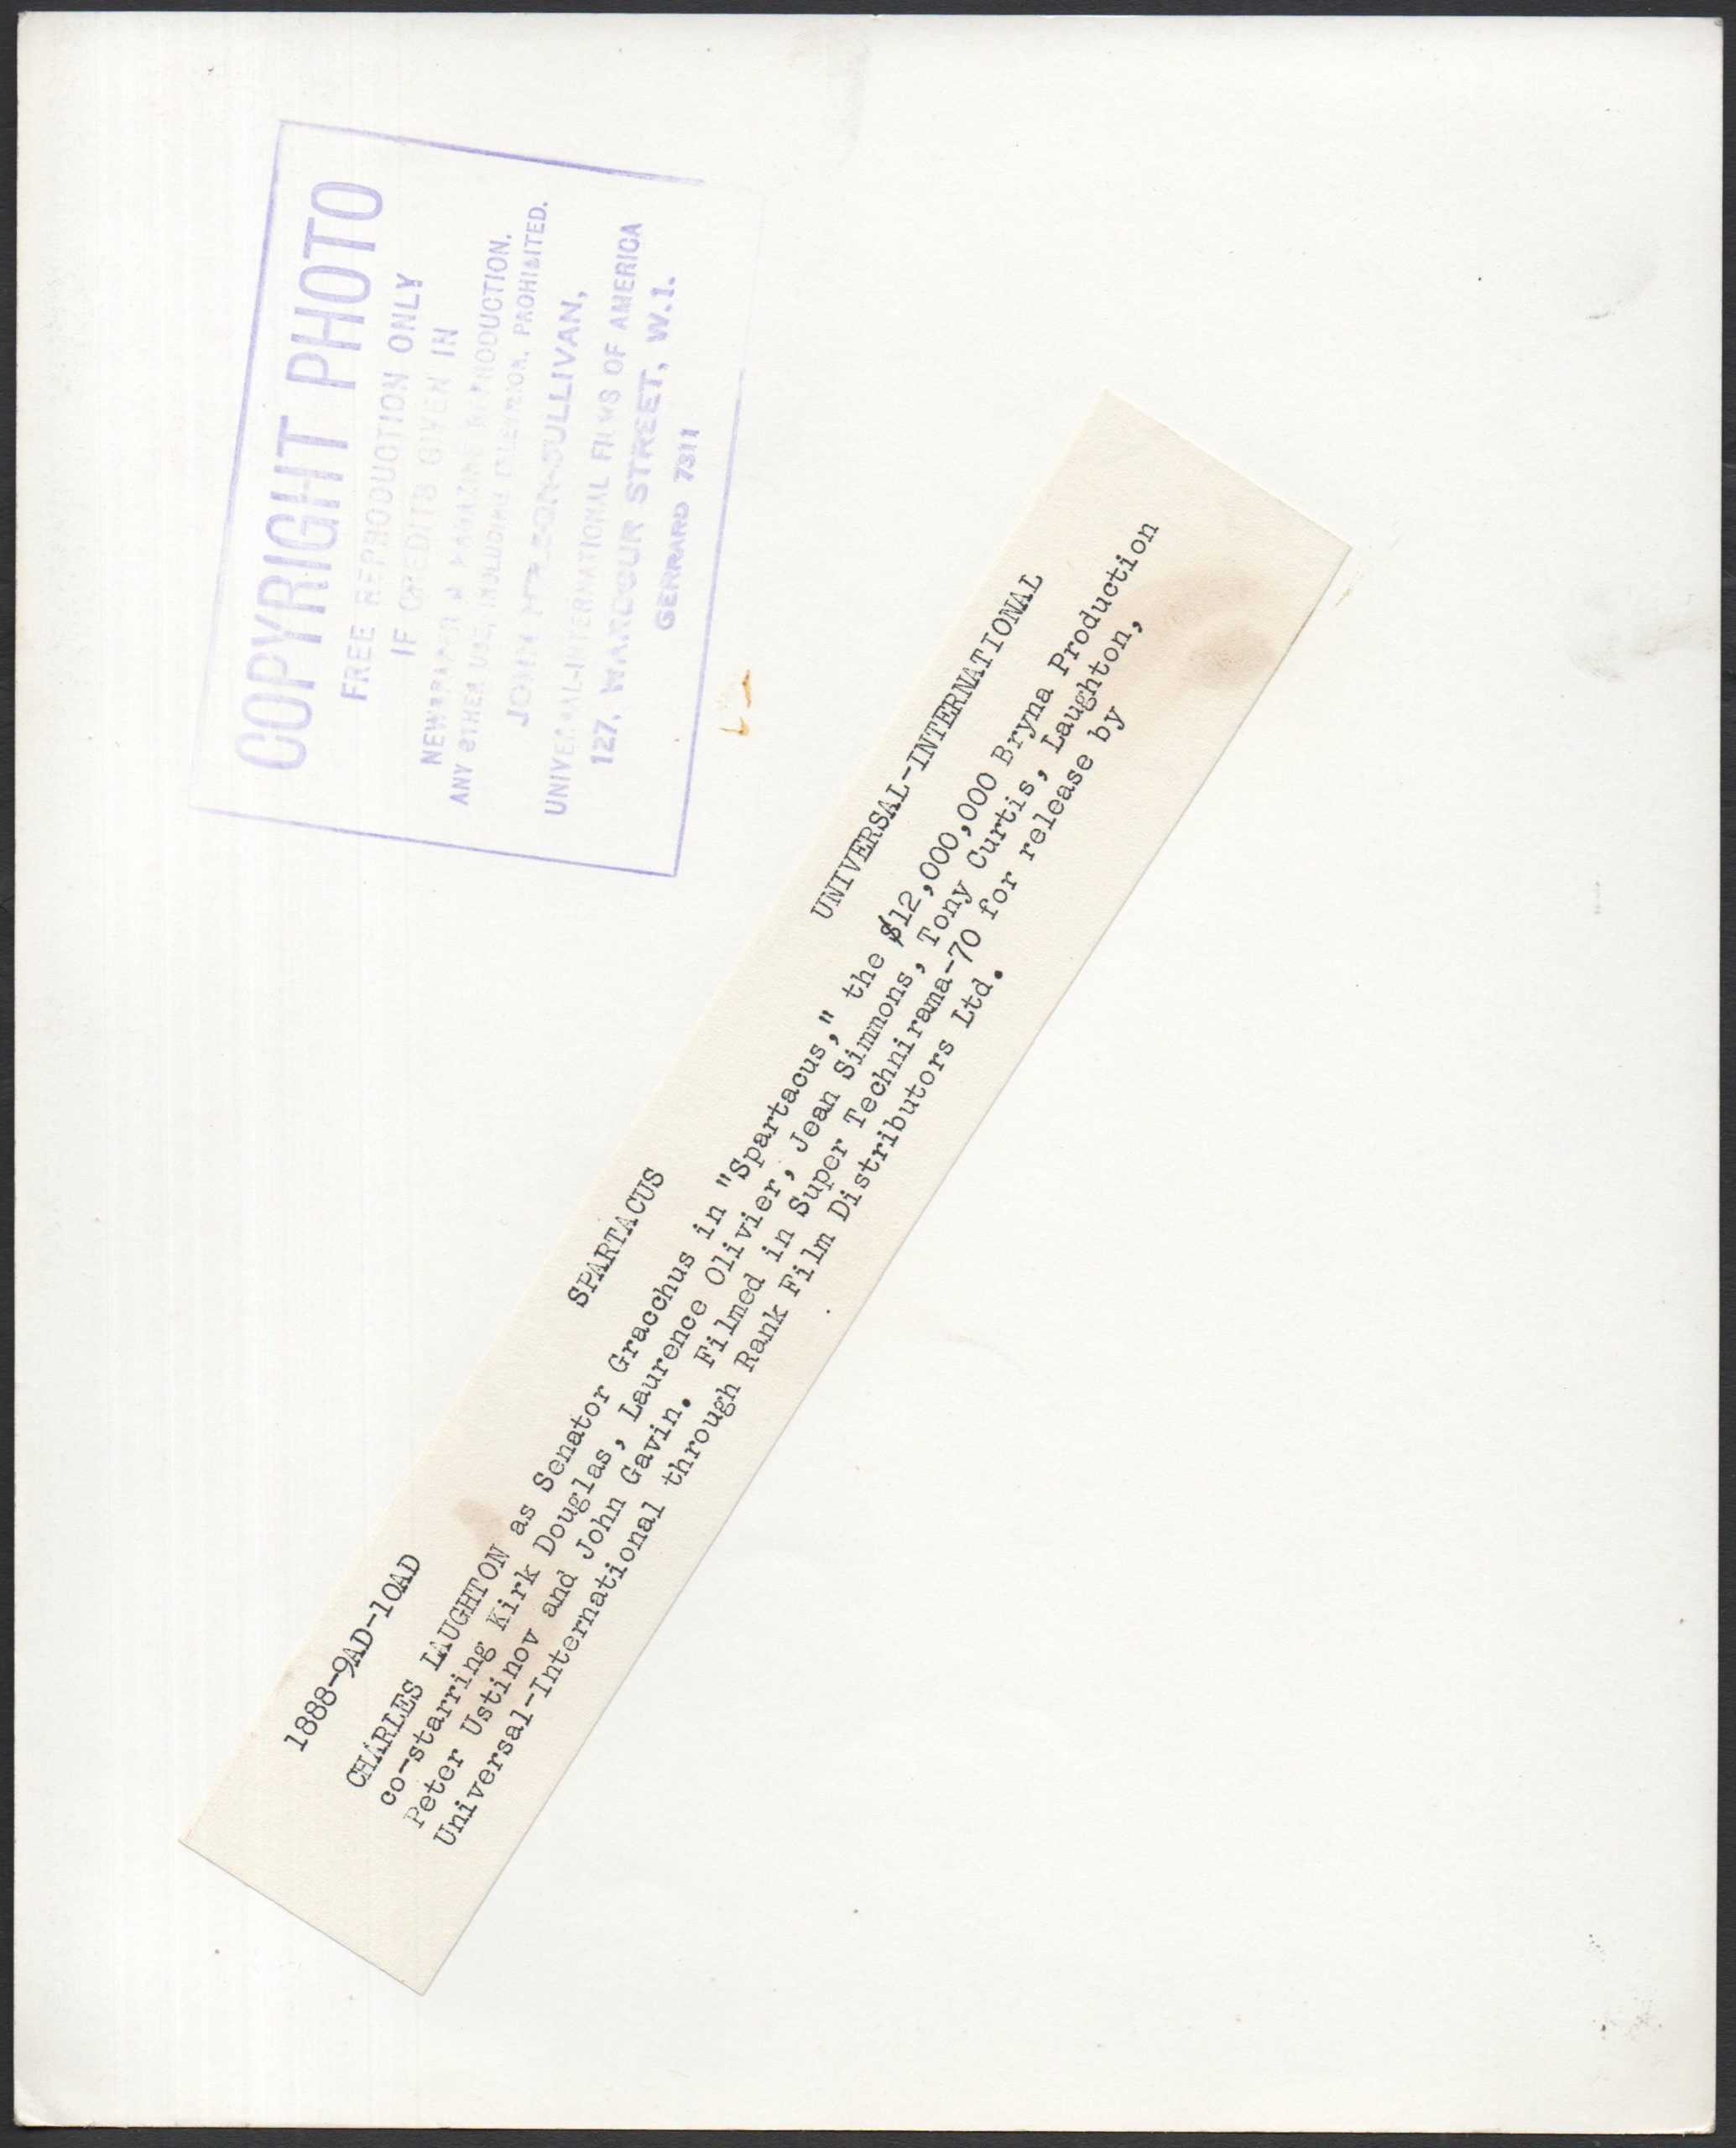 COPYRIGHT PHOTO
FREE REPRODUCTION ONLY
IF CREDITS GIVEN IN
NEWSPAPER & MAGAZINE REPRODUCTION.
ANY OTHER USE, INCLUDING TELEVISION, PROHIBITED.
JOHN SULLIVAN,
UNIVERSAL-INTERNATIONAL FILMS OF AMERICA
127, WARDOUR STREET, W.1.
GERRARD 7311
1888-9AD-10AD SPARTACUS UNIVERSAL-INTERNATIONAL
CHARLES LAUGHTON as Senator Gracchus in "Spartacus," the $12,000,000 Bryna Production
co-starring Kirk Douglas, Laurence Olivier, Jean Simmons, Tony Curtis, Laughton,
Peter Ustinov and John Gavin. Filmed in Super Technirama-70 for release by
Universal-International through Rank Film Distributors Ltd.